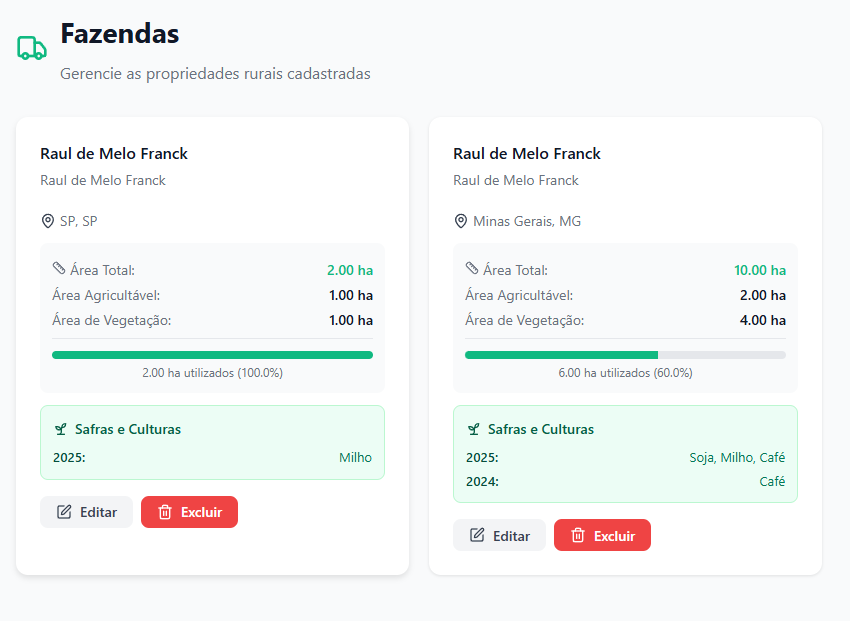 Fazendas
Gerencie as propriedades rurais cadastradas
Raul de Melo Franck
Raul de Melo Franck
SP, SP
Área Total: 2.00 ha
Área Agricultável: 1.00 ha
Área de Vegetação: 1.00 ha
2.00 ha utilizados (100.0%)
Safras e Culturas
2025: Milho
Editar Excluir
Raul de Melo Franck
Raul de Melo Franck
Minas Gerais, MG
Área Total: 10.00 ha
Área Agricultável: 2.00 ha
Área de Vegetação: 4.00 ha
6.00 ha utilizados (60.0%)
Safras e Culturas
2025: Soja, Milho, Café
2024: Café
Editar Excluir